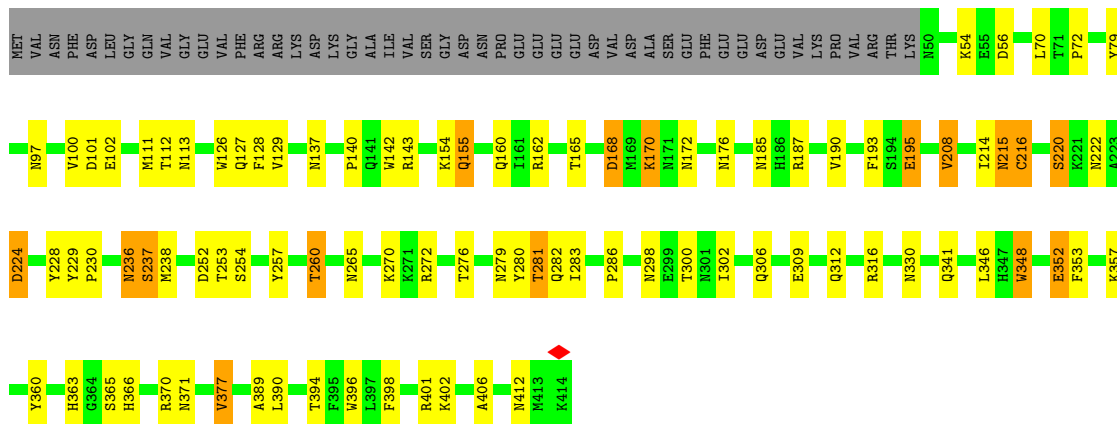 MET VAL ASN PHE ASP LEU GLY GLN VAL GLY GLU VAL PHE ARG ARG LYS ASP LYS GLY ALA ILE VAL SER GLY ASP ASN PRO GLU GLU GLU GLU ASP VAL ASP ALA SER GLU PHE GLU GLU ASP GLU VAL LYS PRO VAL ARG THR LYS N50 K54 E55 D56 L70 T71 P72 Y79
N97 V100 D101 E102 M111 T112 N113 W126 Q127 F128 V129 N137 P140 Q141 W142 R143 K154 Q155 Q160 I161 R162 T165 D168 M169 K170 N171 N172 N176 N185 H186 R187 V190 F193 S194 E195 V208 I214 N215 C216 S220 K221 N222 A223
D224 Y228 Y229 P230 N236 S237 M238 D252 T253 S254 Y257 T260 N265 K270 K271 R272 T276 N279 Y280 T281 Q282 I283 P286 N298 E299 T300 N301 I302 Q306 E309 Q312 R316 N330 Q341 L346 H347 W348 E352 F353 K357
Y360 H363 G364 S365 H366 R370 N371 V377 A389 L390 T394 F395 W396 L397 F398 R401 K402 A406 N412 M413 K414